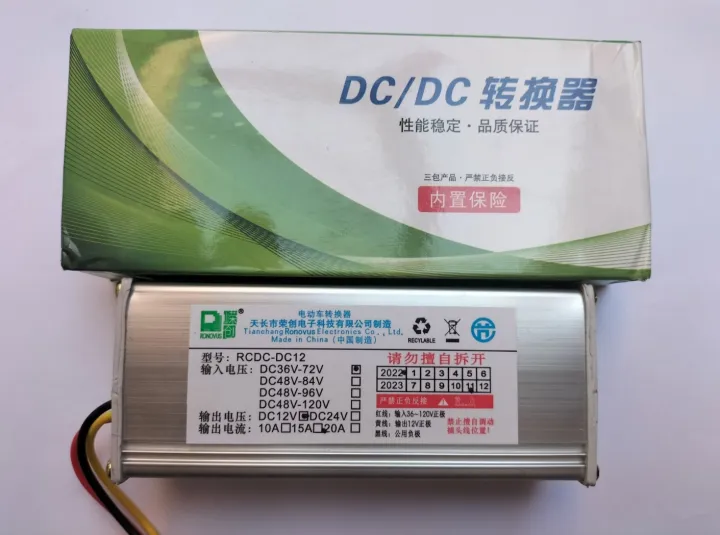 DC/DC 转换器
性能稳定·品质保证
三包产品·严禁正负接反
内置保险
RONOVUS
荣创
®
电动车转换器
天长市荣创电子科技有限公司制造
Tianchang Ronovus Electronics Co., Ltd.
Made in China (中国制造)
RECYLABLE
型号: RCDC-DC12
输入电压: DC36V-72V
DC48V-84V
DC48V-96V
DC48V-120V
输出电压: DC12V DC24V
输出电流: 10A 15A 20A
请勿擅自拆开
2022 1 2 3 4 5 6
2023 7 8 9 10 11 12
严禁正负反接
红线: 输入36~120V正极
黄线: 输出12V正极
黑线: 公用负极
禁止擅自调动
镜头线位置!